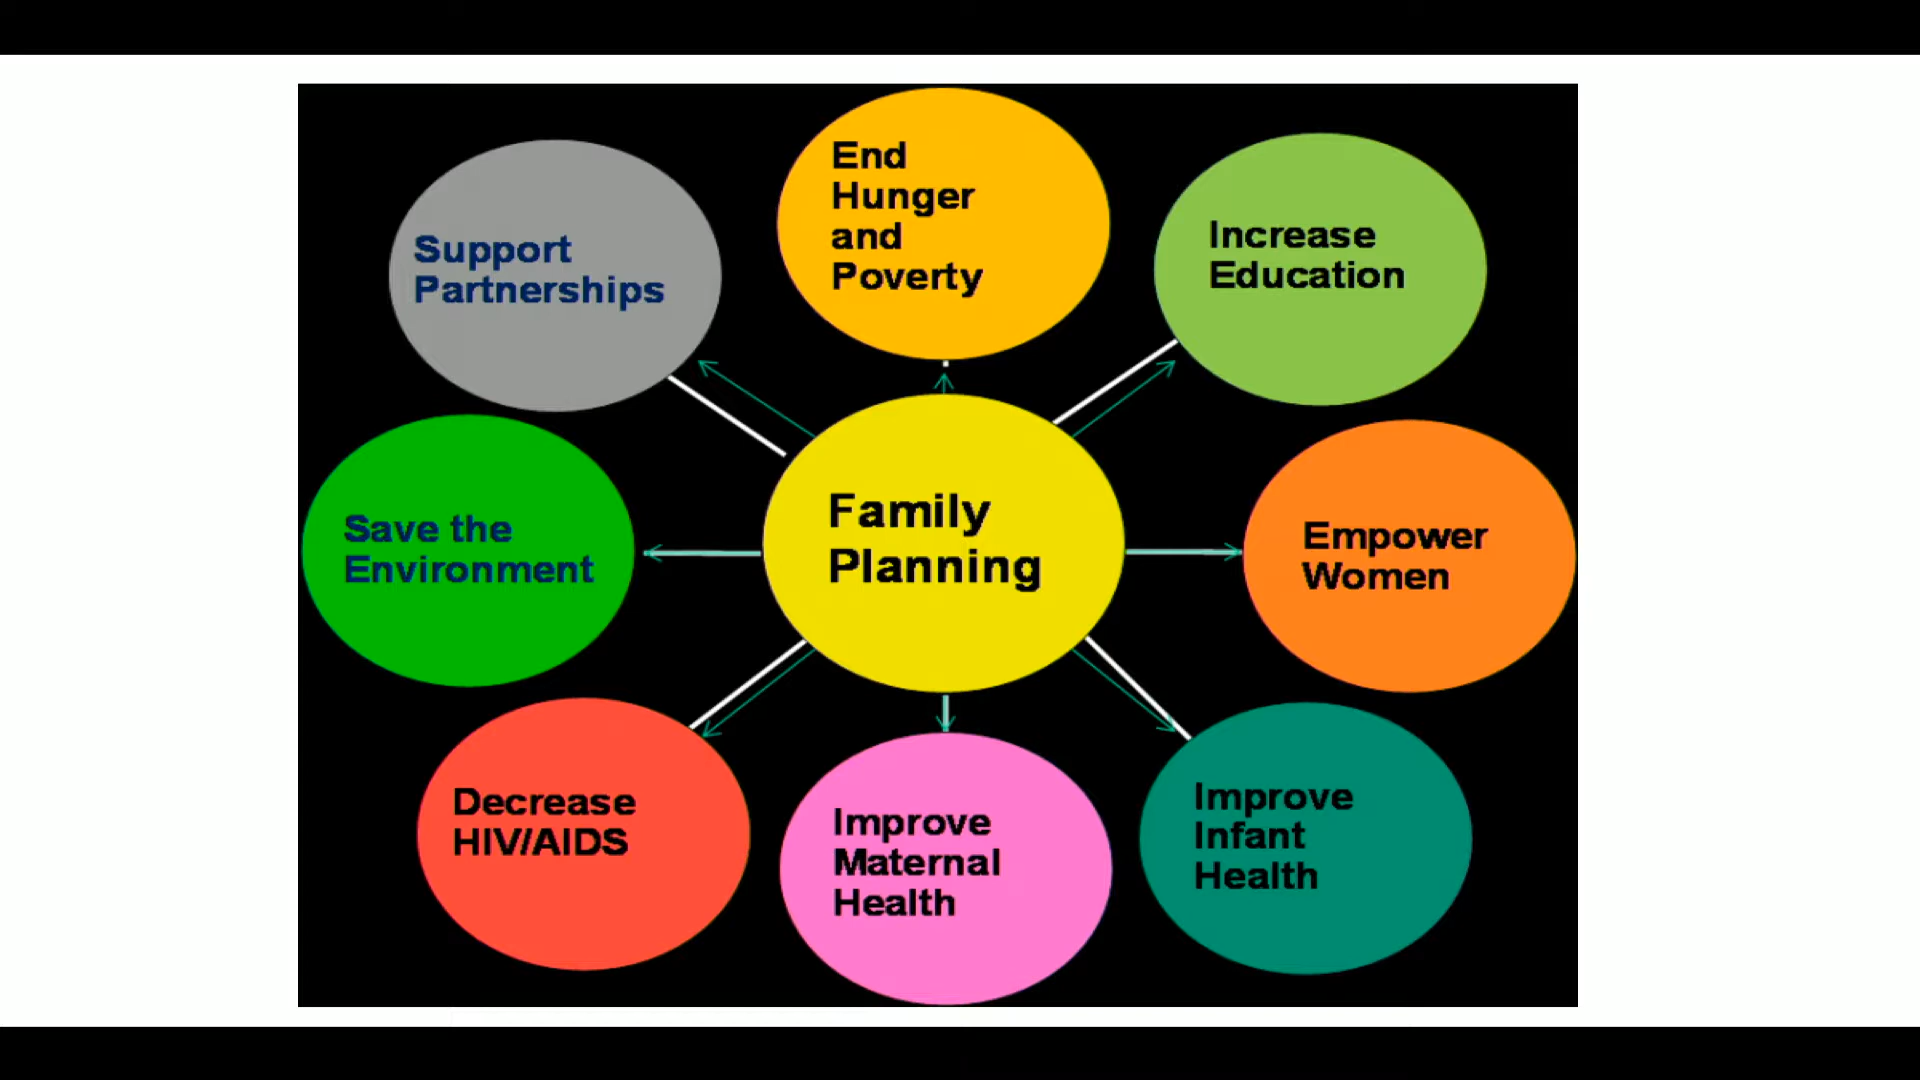 End
Hunger
and
Poverty
Increase
Education
Support
Partnerships
Family
Planning
Empower
Women
Save the
Environment
Decrease
HIV/AIDS
Improve
Maternal
Health
Improve
Infant
Health